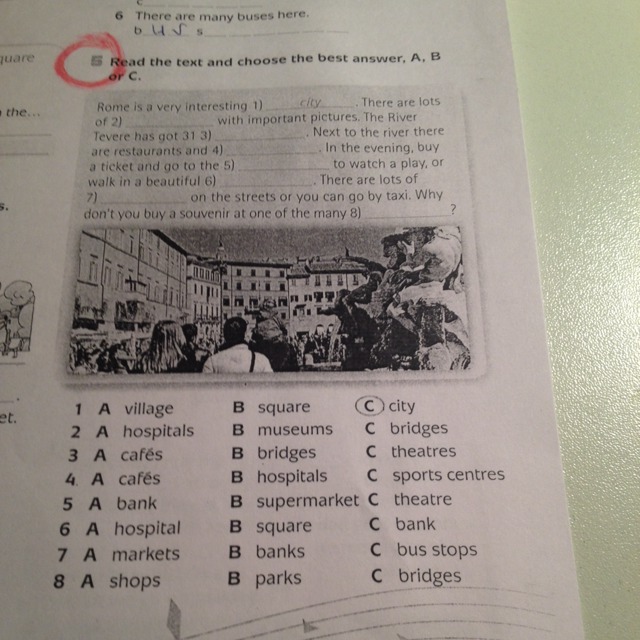 6 There are many buses here.
b u s s
quare
5 Read the text and choose the best answer, A, B
or C.
the...
Rome is a very interesting 1) city. There are lots
of 2) with important pictures. The River
Tevere has got 31 3). Next to the river there
are restaurants and 4). In the evening, buy
a ticket and go to the 5) to watch a play, or
walk in a beautiful 6). There are lots of
7) on the streets or you can go by taxi. Why
don't you buy a souvenir at one of the many 8)?
s.
et.
1 A village B square C city
2 A hospitals B museums C bridges
3 A cafés B bridges C theatres
4 A cafés B hospitals C sports centres
5 A bank B supermarket C theatre
6 A hospital B square C bank
7 A markets B banks C bus stops
8 A shops B parks C bridges